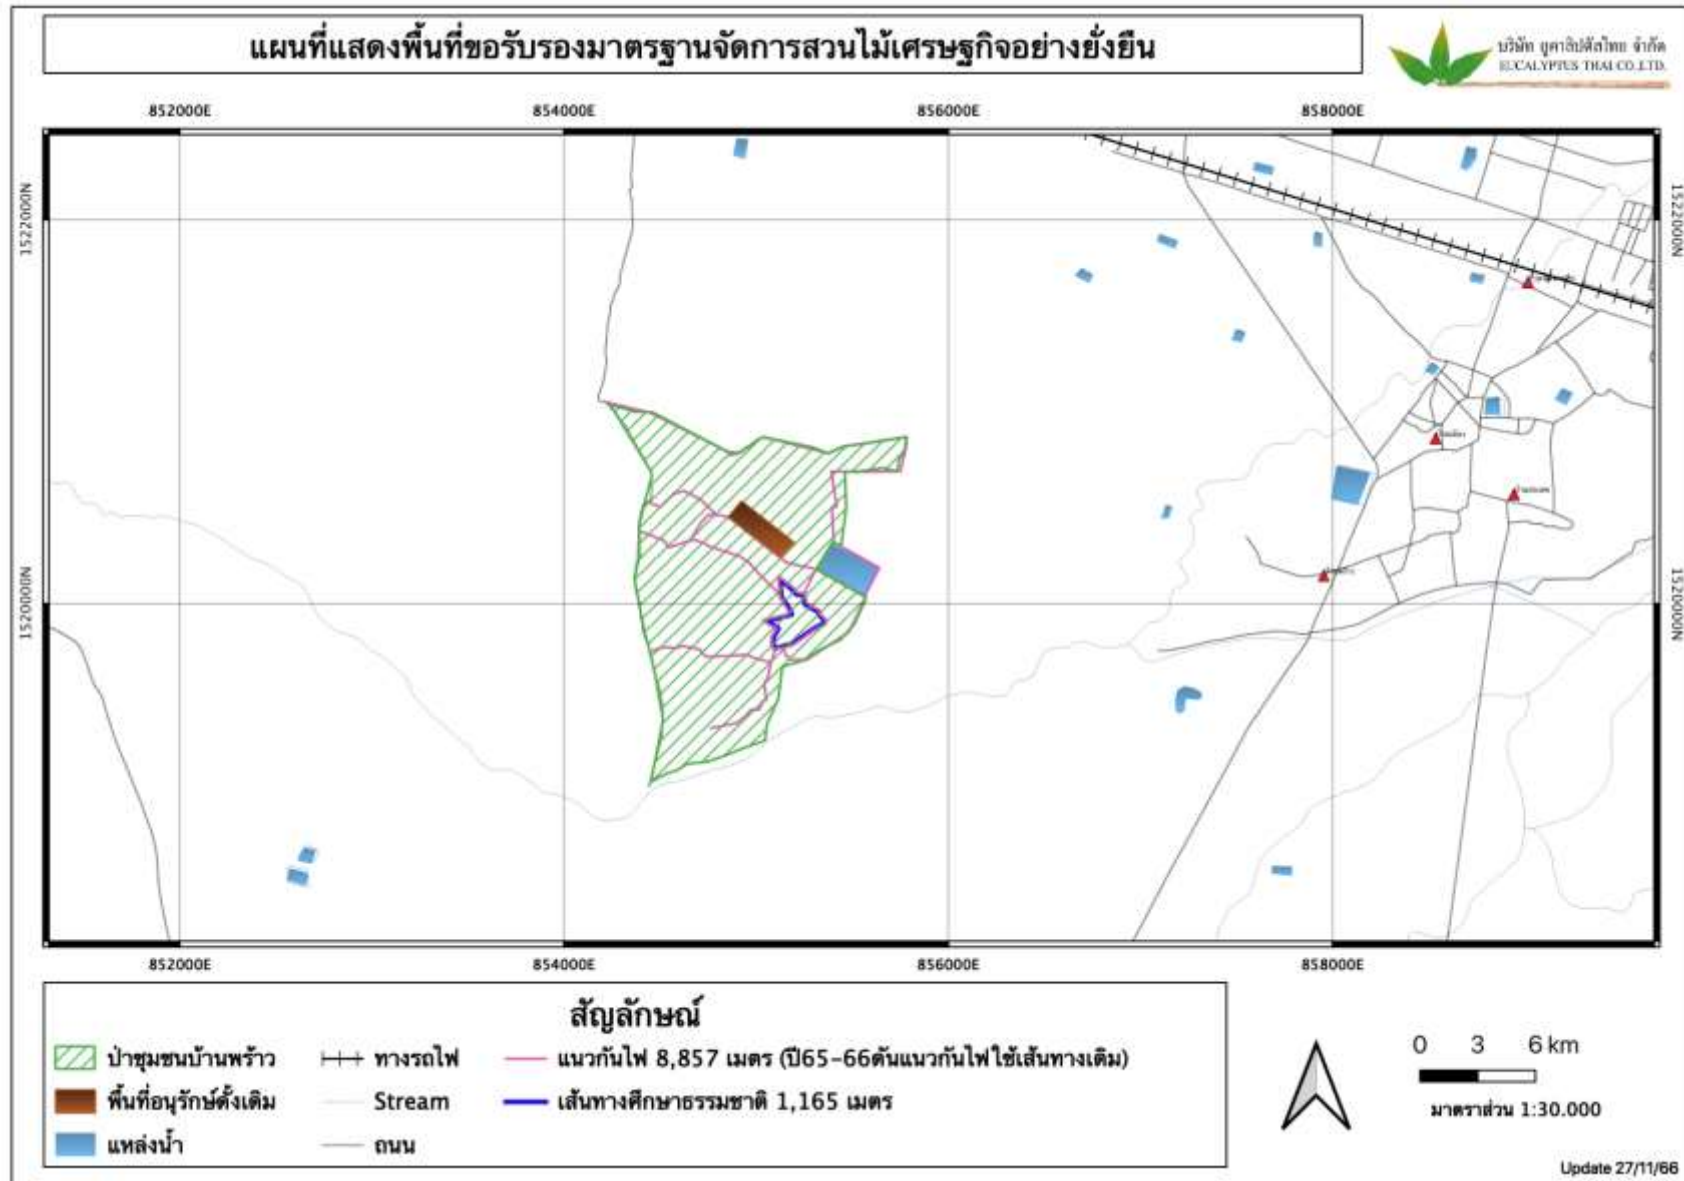 แผนที่แสดงพื้นที่ขอรับรองมาตรฐานจัดการสวนไม้เศรษฐกิจอย่างยั่งยืน
บริษัท ยูคาลิปตัสไทย จำกัด
EUCALYPTUS THAI CO.,LTD.
852000E 854000E 856000E 858000E
1522000N 1522000N
1520000N 1520000N
852000E 854000E 856000E 858000E
สัญลักษณ์
ป่าชุมชนบ้านพร้าว ทางรถไฟ แนวกันไฟ 8,857 เมตร (ปี65-66ดันแนวกันไฟใช้เส้นทางเดิม)
พื้นที่อนุรักษ์ดั้งเดิม Stream เส้นทางศึกษาธรรมชาติ 1,165 เมตร
แหล่งน้ำ ถนน
0 3 6 km
มาตราส่วน 1:30.000
Update 27/11/66